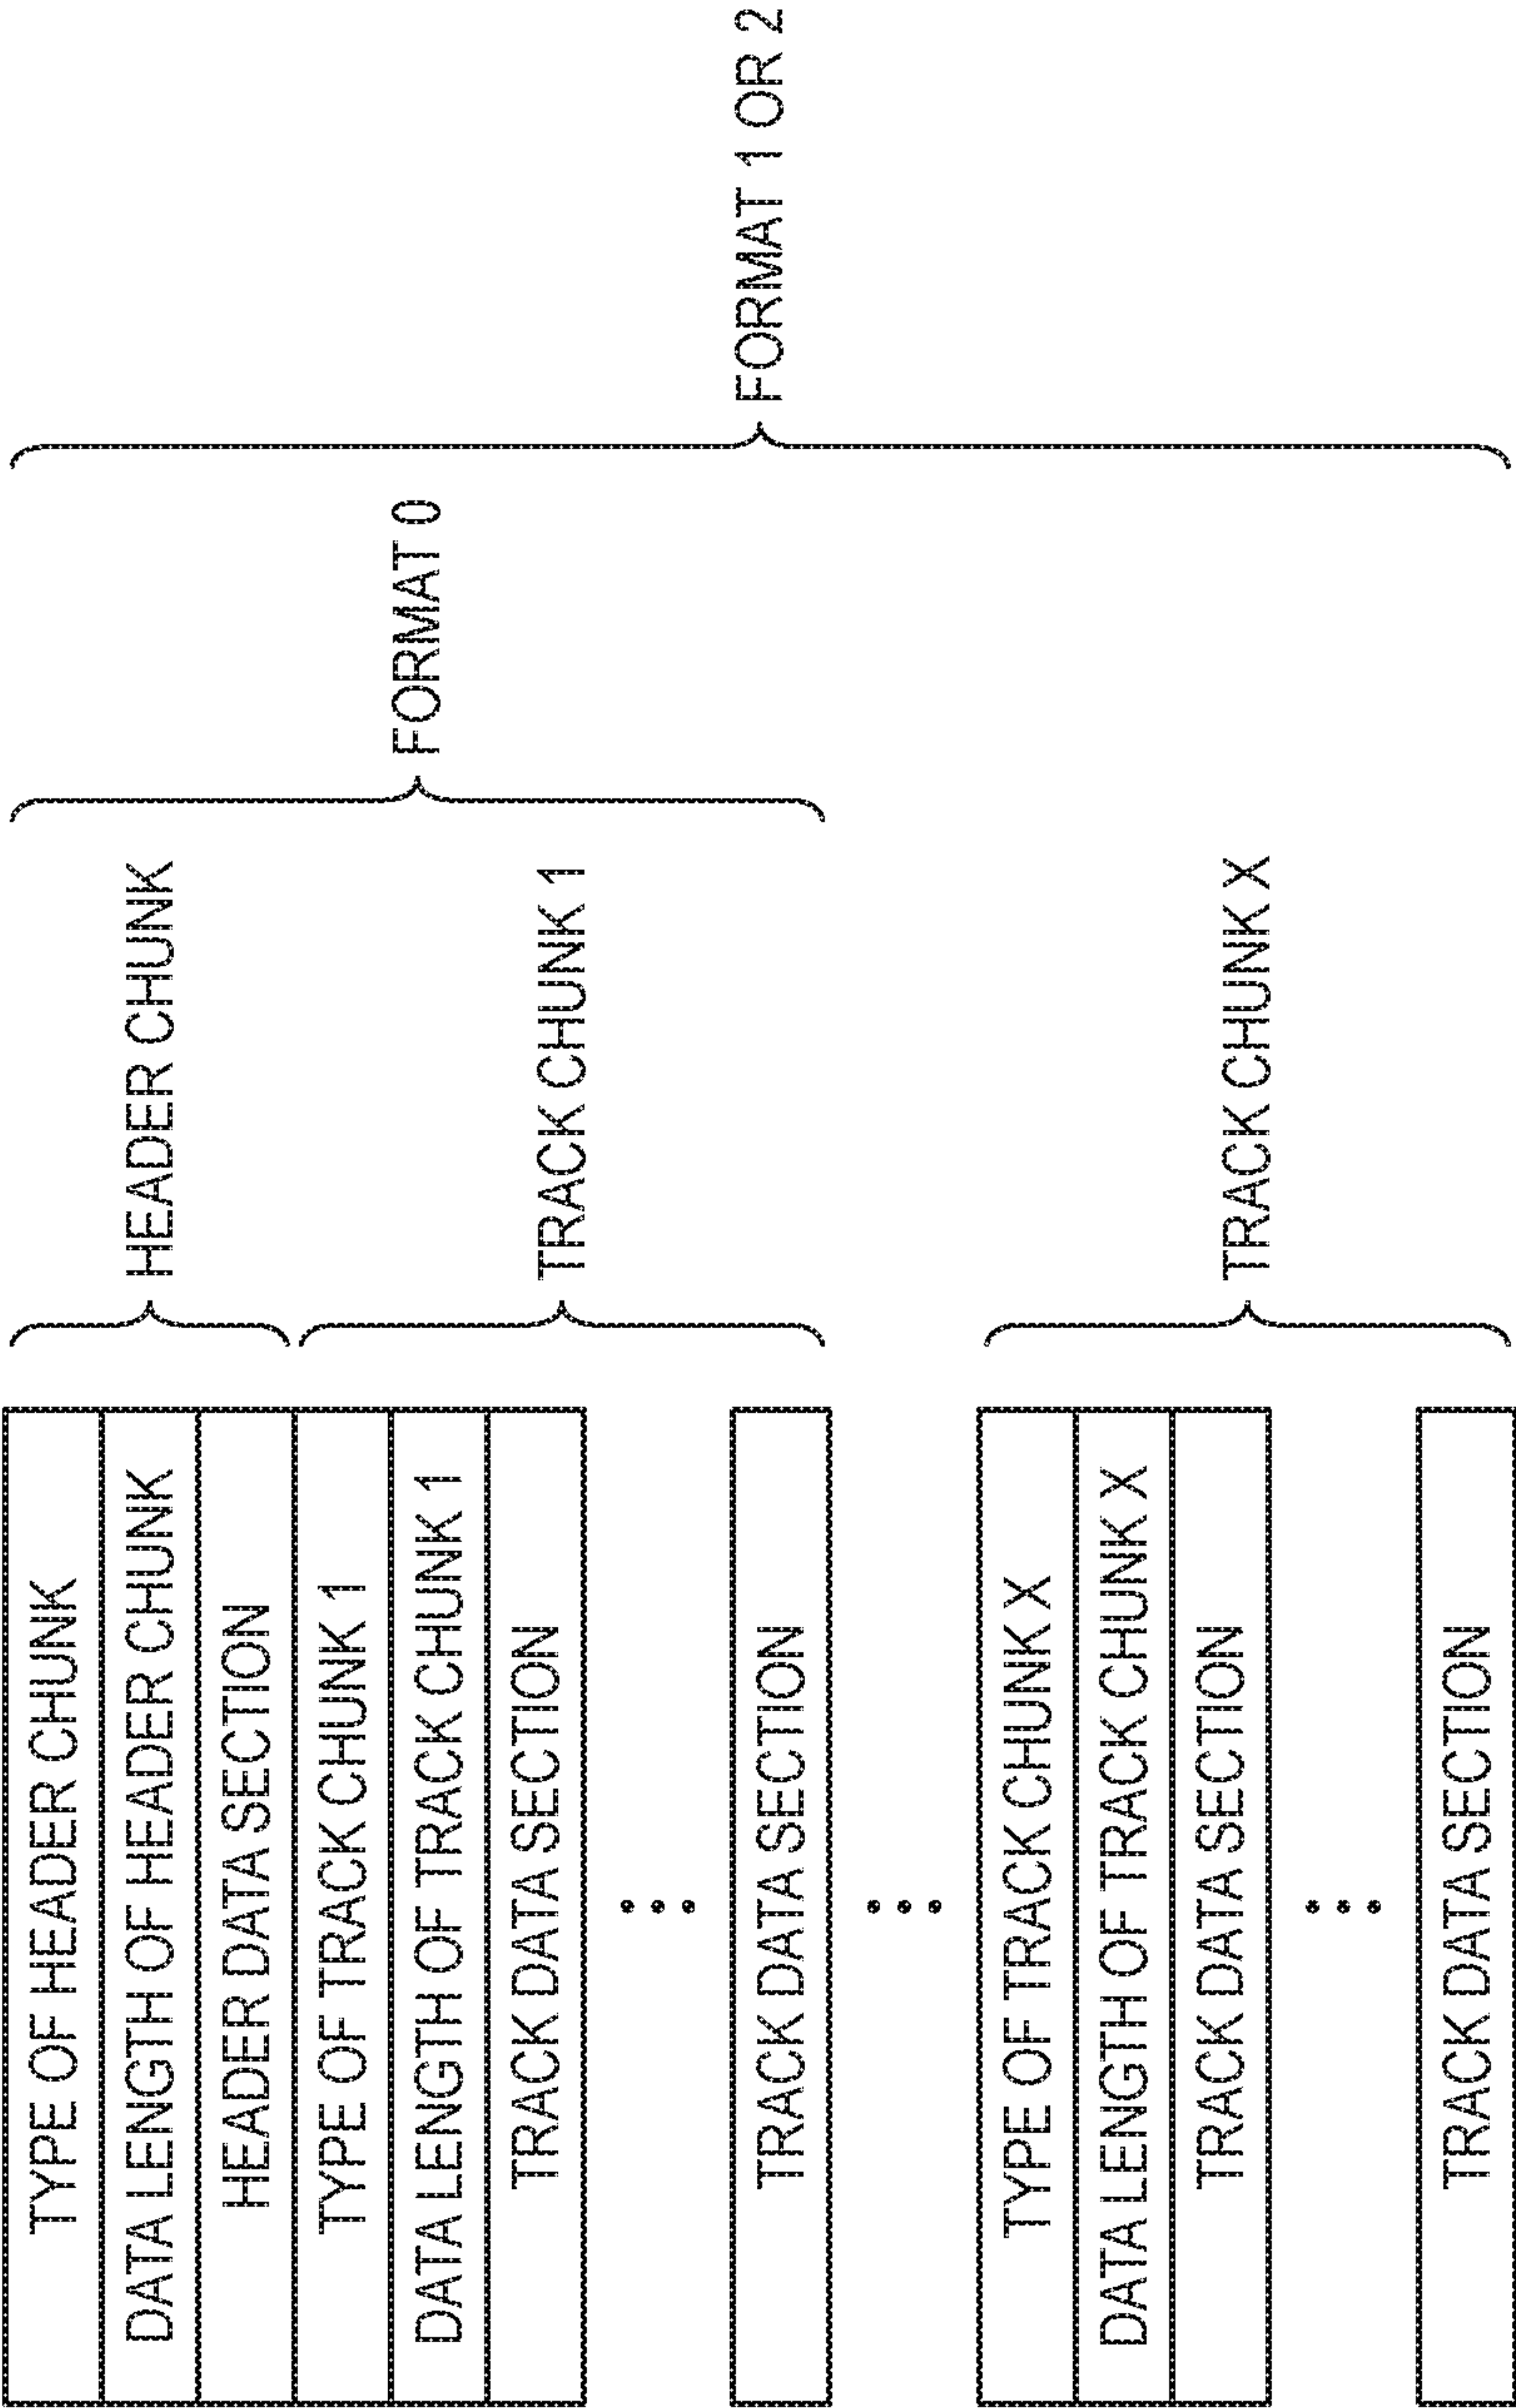 TYPE OF HEADER CHUNK
DATA LENGTH OF HEADER CHUNK
HEADER DATA SECTION
TYPE OF TRACK CHUNK 1
DATA LENGTH OF TRACK CHUNK 1
TRACK DATA SECTION
TRACK DATA SECTION
TYPE OF TRACK CHUNK X
DATA LENGTH OF TRACK CHUNK X
TRACK DATA SECTION
TRACK DATA SECTION
HEADER CHUNK
TRACK CHUNK 1
TRACK CHUNK X
FORMAT 0
FORMAT 1 OR 2